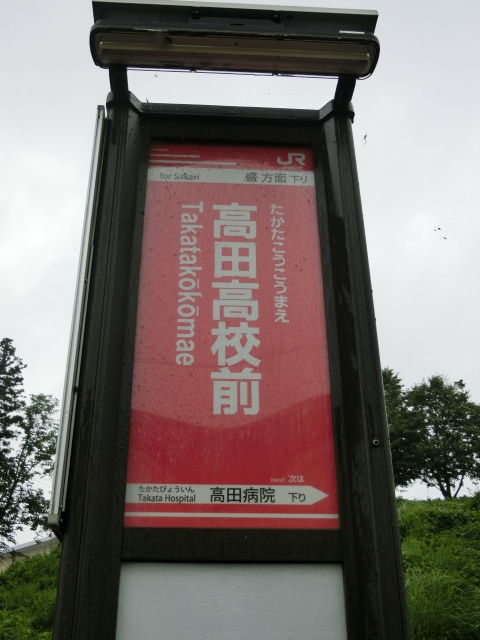 JR
for Sakari 盛 方面 下り
たかたこうこうまえ
高田高校前
Takatakōkōmae
Next 次は
たかたびょういん
Takata Hospital 高田病院 下り